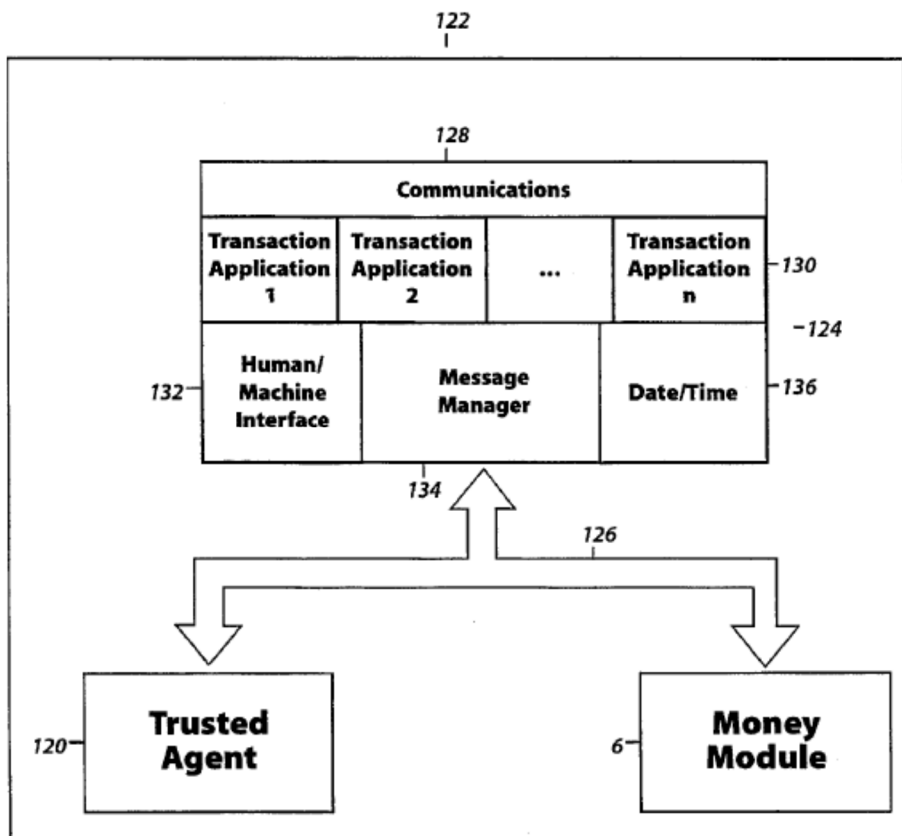 122
128
Communications
Transaction Transaction Transaction
Application Application ... Application 130
1 2 n
124
Human/
Machine
Interface
132
Message
Manager
Date/Time
136
134
126
Trusted
Agent
120
Money
Module
6